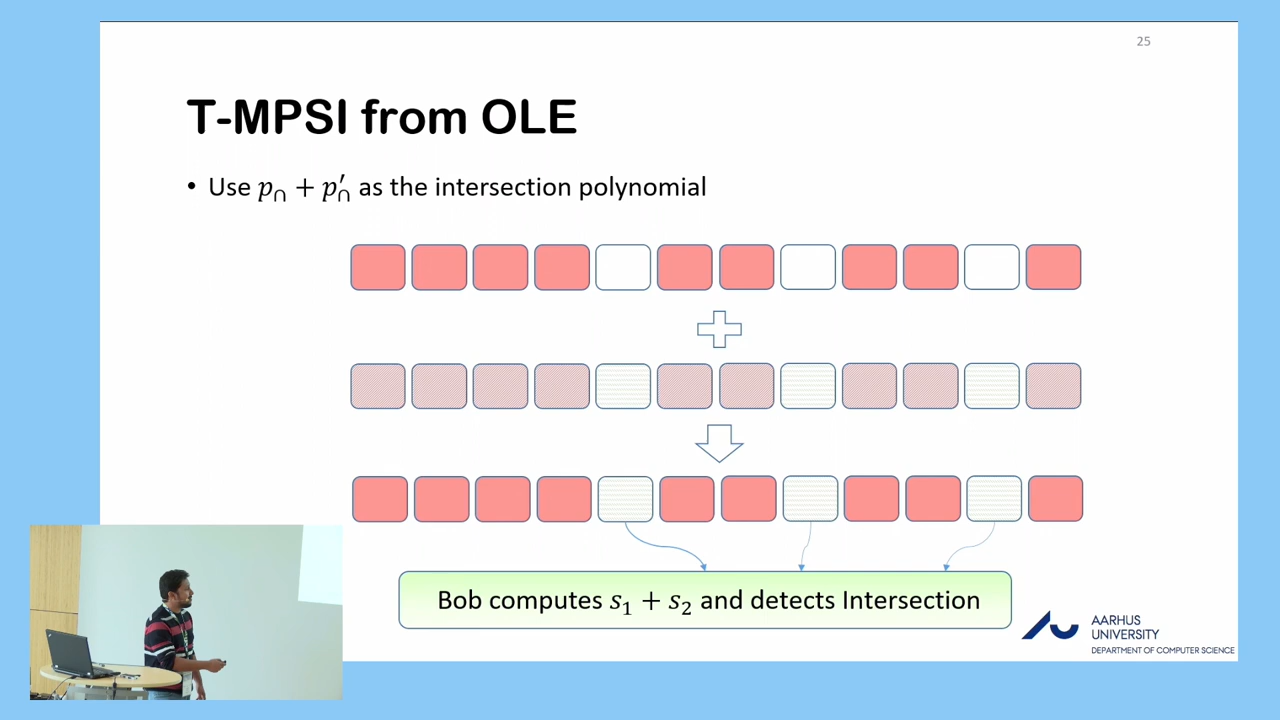 25
T-MPSI from OLE
• Use p∩ + p′∩ as the intersection polynomial
Bob computes s₁ + s₂ and detects Intersection
AARHUS
UNIVERSITY
DEPARTMENT OF COMPUTER SCIENCE